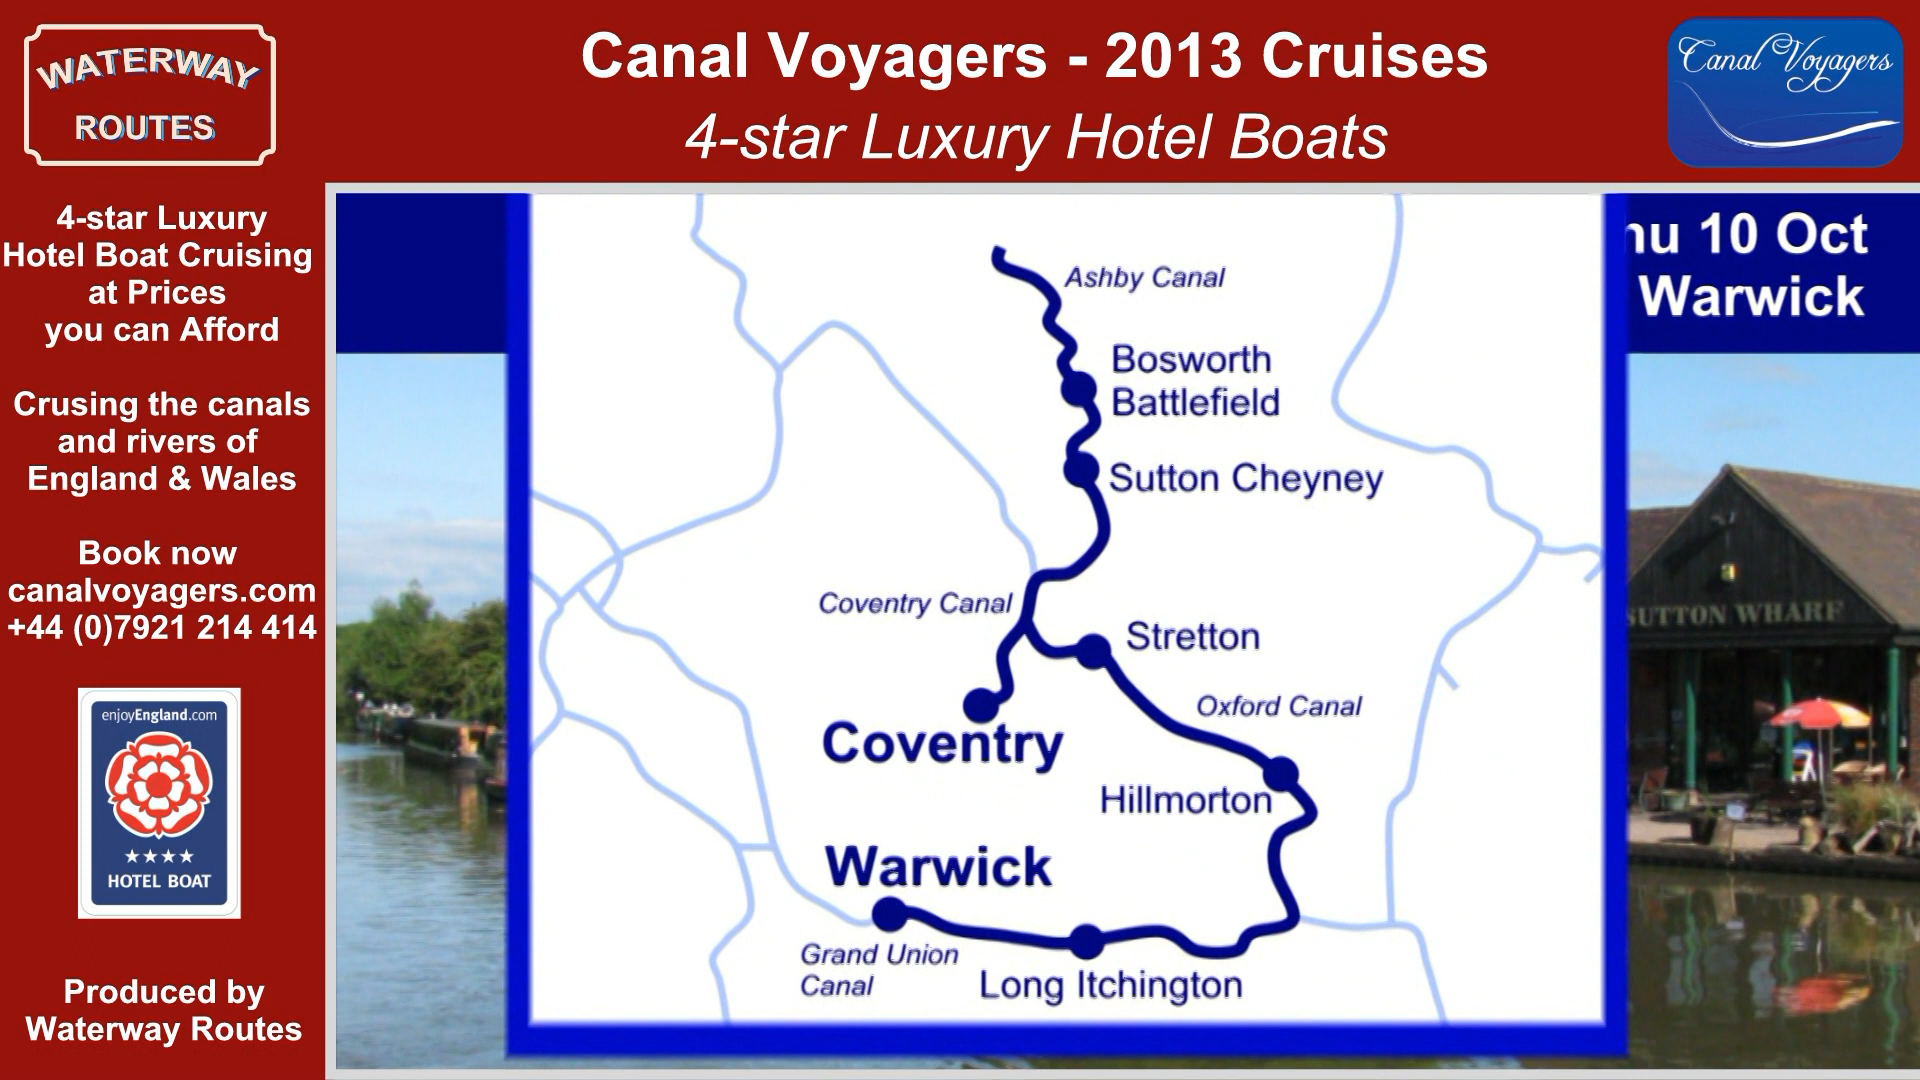 WATERWAY
ROUTES
Canal Voyagers - 2013 Cruises
4-star Luxury Hotel Boats
Canal Voyagers
4-star Luxury
Hotel Boat Cruising
at Prices
you can Afford
Crusing the canals
and rivers of
England & Wales
Book now
canalvoyagers.com
+44 (0)7921 214 414
enjoyEngland.com
HOTEL BOAT
Produced by
Waterway Routes
10 Oct
Warwick
Ashby Canal
Bosworth
Battlefield
Sutton Cheyney
Coventry Canal
Stretton
Oxford Canal
Coventry
Hillmorton
Warwick
Grand Union
Canal
Long Itchington
SUTTON WHARF